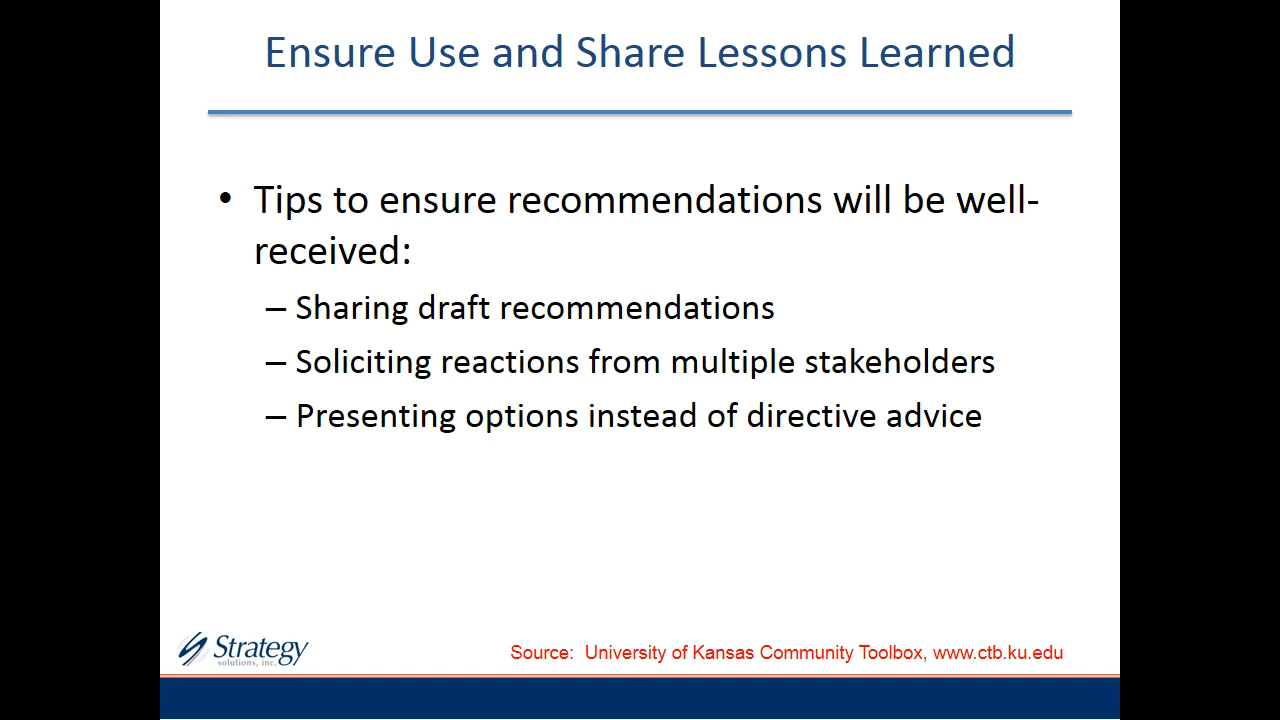 Ensure Use and Share Lessons Learned
• Tips to ensure recommendations will be well-
received:
– Sharing draft recommendations
– Soliciting reactions from multiple stakeholders
– Presenting options instead of directive advice
Strategy
solutions, inc.
Source: University of Kansas Community Toolbox, www.ctb.ku.edu